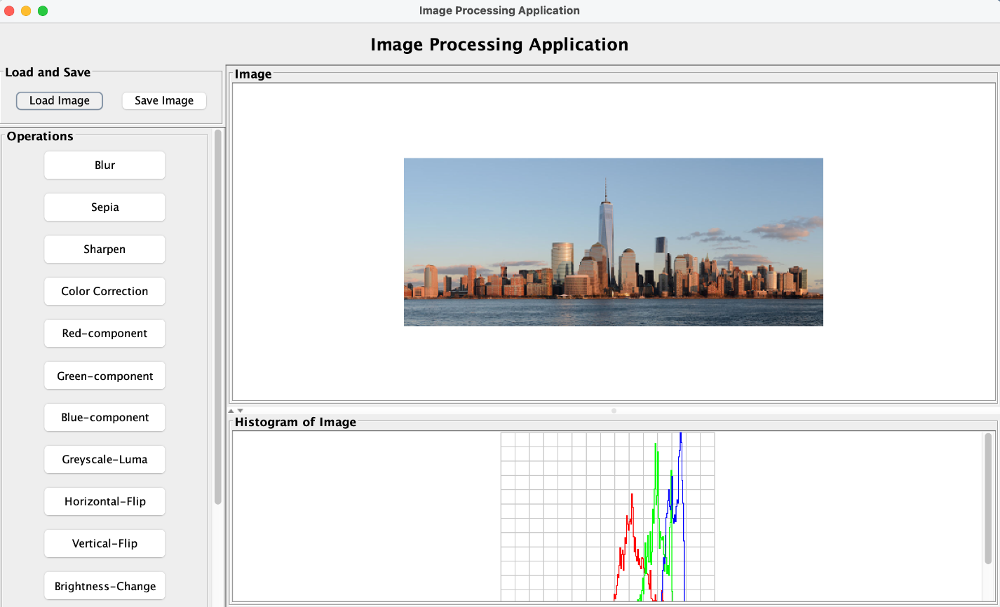 Image Processing Application
Image Processing Application
Load and Save
Load Image
Save Image
Operations
Blur
Sepia
Sharpen
Color Correction
Red-component
Green-component
Blue-component
Greyscale-Luma
Horizontal-Flip
Vertical-Flip
Brightness-Change
Image
Histogram of Image